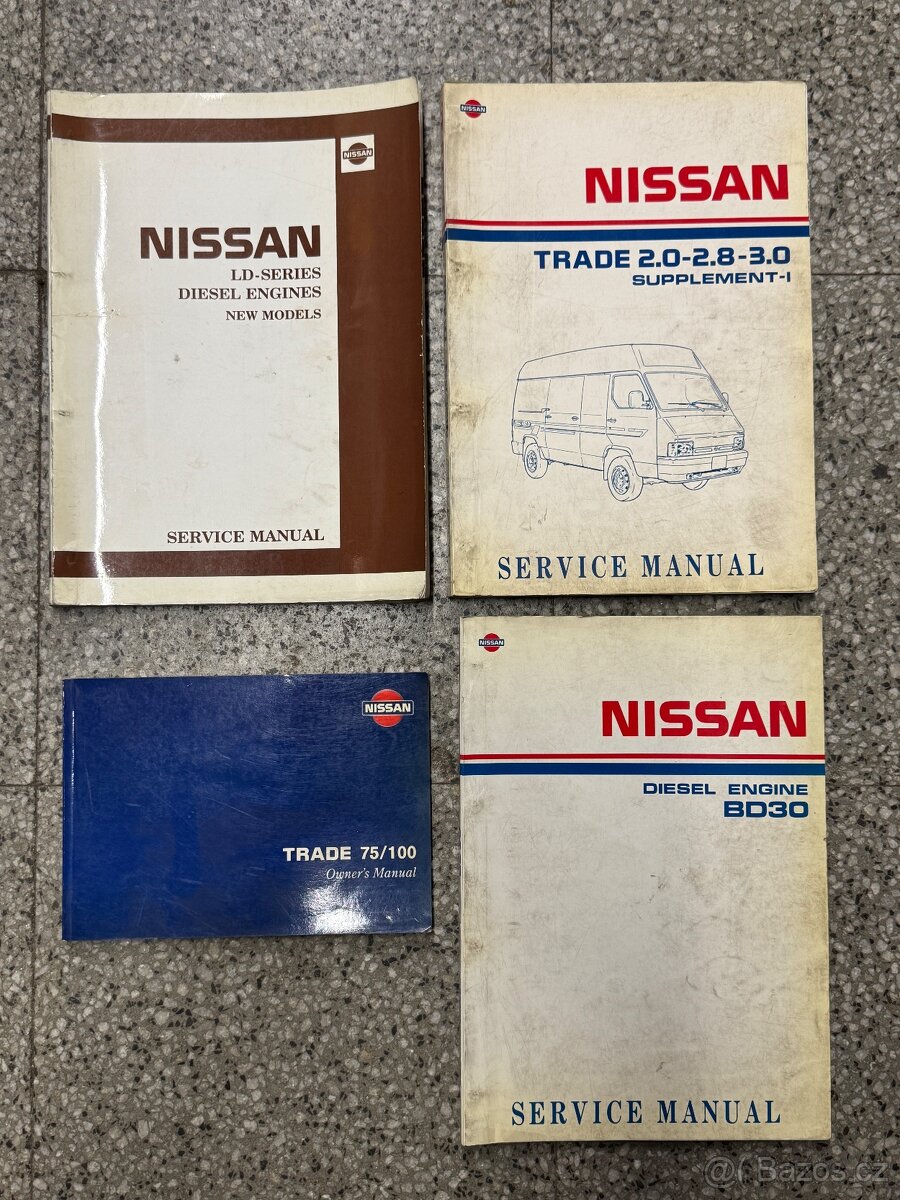 NISSAN
NISSAN
LD-SERIES
DIESEL ENGINES
NEW MODELS
SERVICE MANUAL
NISSAN
NISSAN
TRADE 2.0-2.8-3.0
SUPPLEMENT-I
SERVICE MANUAL
NISSAN
TRADE 75/100
Owner's Manual
NISSAN
NISSAN
DIESEL ENGINE
BD30
SERVICE MANUAL
Bazos.cz